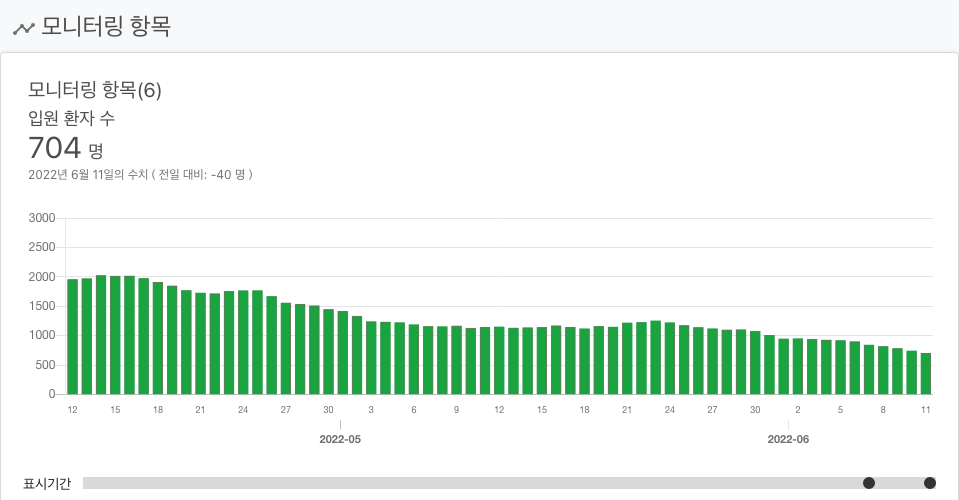 모니터링 항목
모니터링 항목(6)
입원 환자 수
704 명
2022년 6월 11일의 수치 ( 전일 대비: -40 명 )
3000
2500
2000
1500
1000
500
0
12 15 18 21 24 27 30 3 6 9 12 15 18 21 24 27 30 2 5 8 11
2022-05 2022-06
표시기간